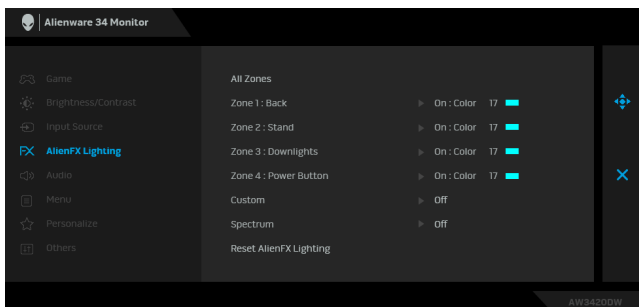 Alienware 34 Monitor
Game
Brightness/Contrast
Input Source
FX AlienFX Lighting
Audio
Menu
Personalize
Others
All Zones
Zone 1 : Back On : Color 17
Zone 2 : Stand On : Color 17
Zone 3 : Downlights On : Color 17
Zone 4 : Power Button On : Color 17
Custom Off
Spectrum Off
Reset AlienFX Lighting
AW3420DW